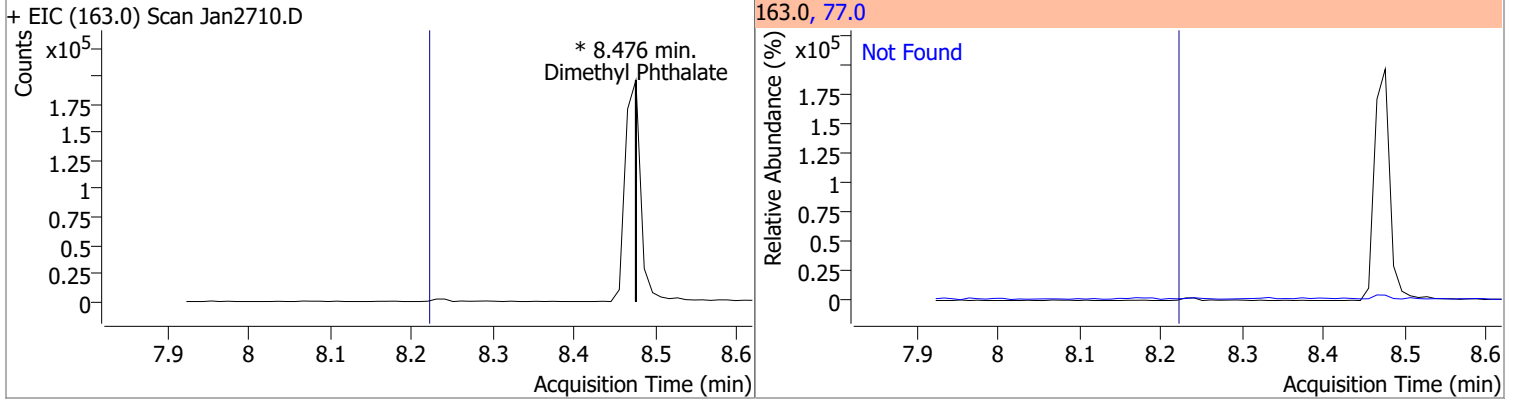 + EIC (163.0) Scan Jan2710.D
Counts
x10⁵
* 8.476 min.
Dimethyl Phthalate
1.75
1.5
1.25
1
0.75
0.5
0.25
0
7.9 8 8.1 8.2 8.3 8.4 8.5 8.6
Acquisition Time (min)
163.0, 77.0
Relative Abundance (%)
x10⁵
Not Found
1.75
1.5
1.25
1
0.75
0.5
0.25
0
7.9 8 8.1 8.2 8.3 8.4 8.5 8.6
Acquisition Time (min)